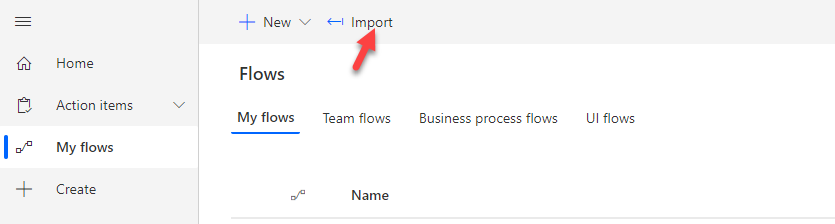 New
Import
Home
Flows
Action items
My flows
Team flows
Business process flows
UI flows
My flows
Create
Name